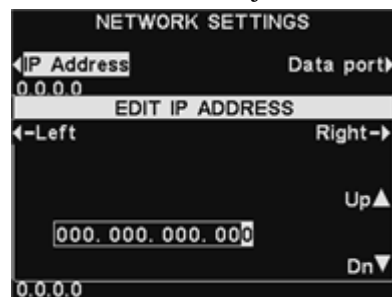 NETWORK SETTINGS
IP Address Data port
0.0.0.0
EDIT IP ADDRESS
-Left Right-
Up
000. 000. 000. 000
Dn
0.0.0.0